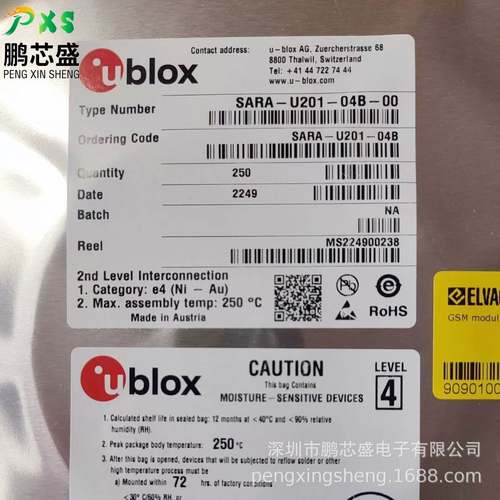 PXS
鹏芯盛
PENG XIN SHENG
ublox
Contact address: u-blox AG, Zuercherstrasse 68
8800 Thalwil, Switzerland
Tel: +41 44 722 74 44
www.u-blox.com
Type Number SARA-U201-04B-00
Ordering Code SARA-U201-04B
Quantity 250
Date 2249
Batch NA
Reel MS224900238
2nd Level Interconnection
1. Category: e4 (Ni - Au)
2. Max. assembly temp: 250 °C
Made in Austria
RoHS
ELVA
GSM modul
9090100
ublox
CAUTION
This bag Contains
MOISTURE-SENSITIVE DEVICES
LEVEL
4
1. Calculated shelf life in sealed bag: 12 months at <40°C and <90% relative
humidity (RH).
2. Peak package body temperature: 250 °C
3. After this bag is opened, devices that will be subjected to reflow solder or other
high temperature process must be
a) Mounted within 72 hrs. of factory conditions
<30° C/60% RH
深圳市鹏芯盛电子有限公司
pengxingsheng.1688.com